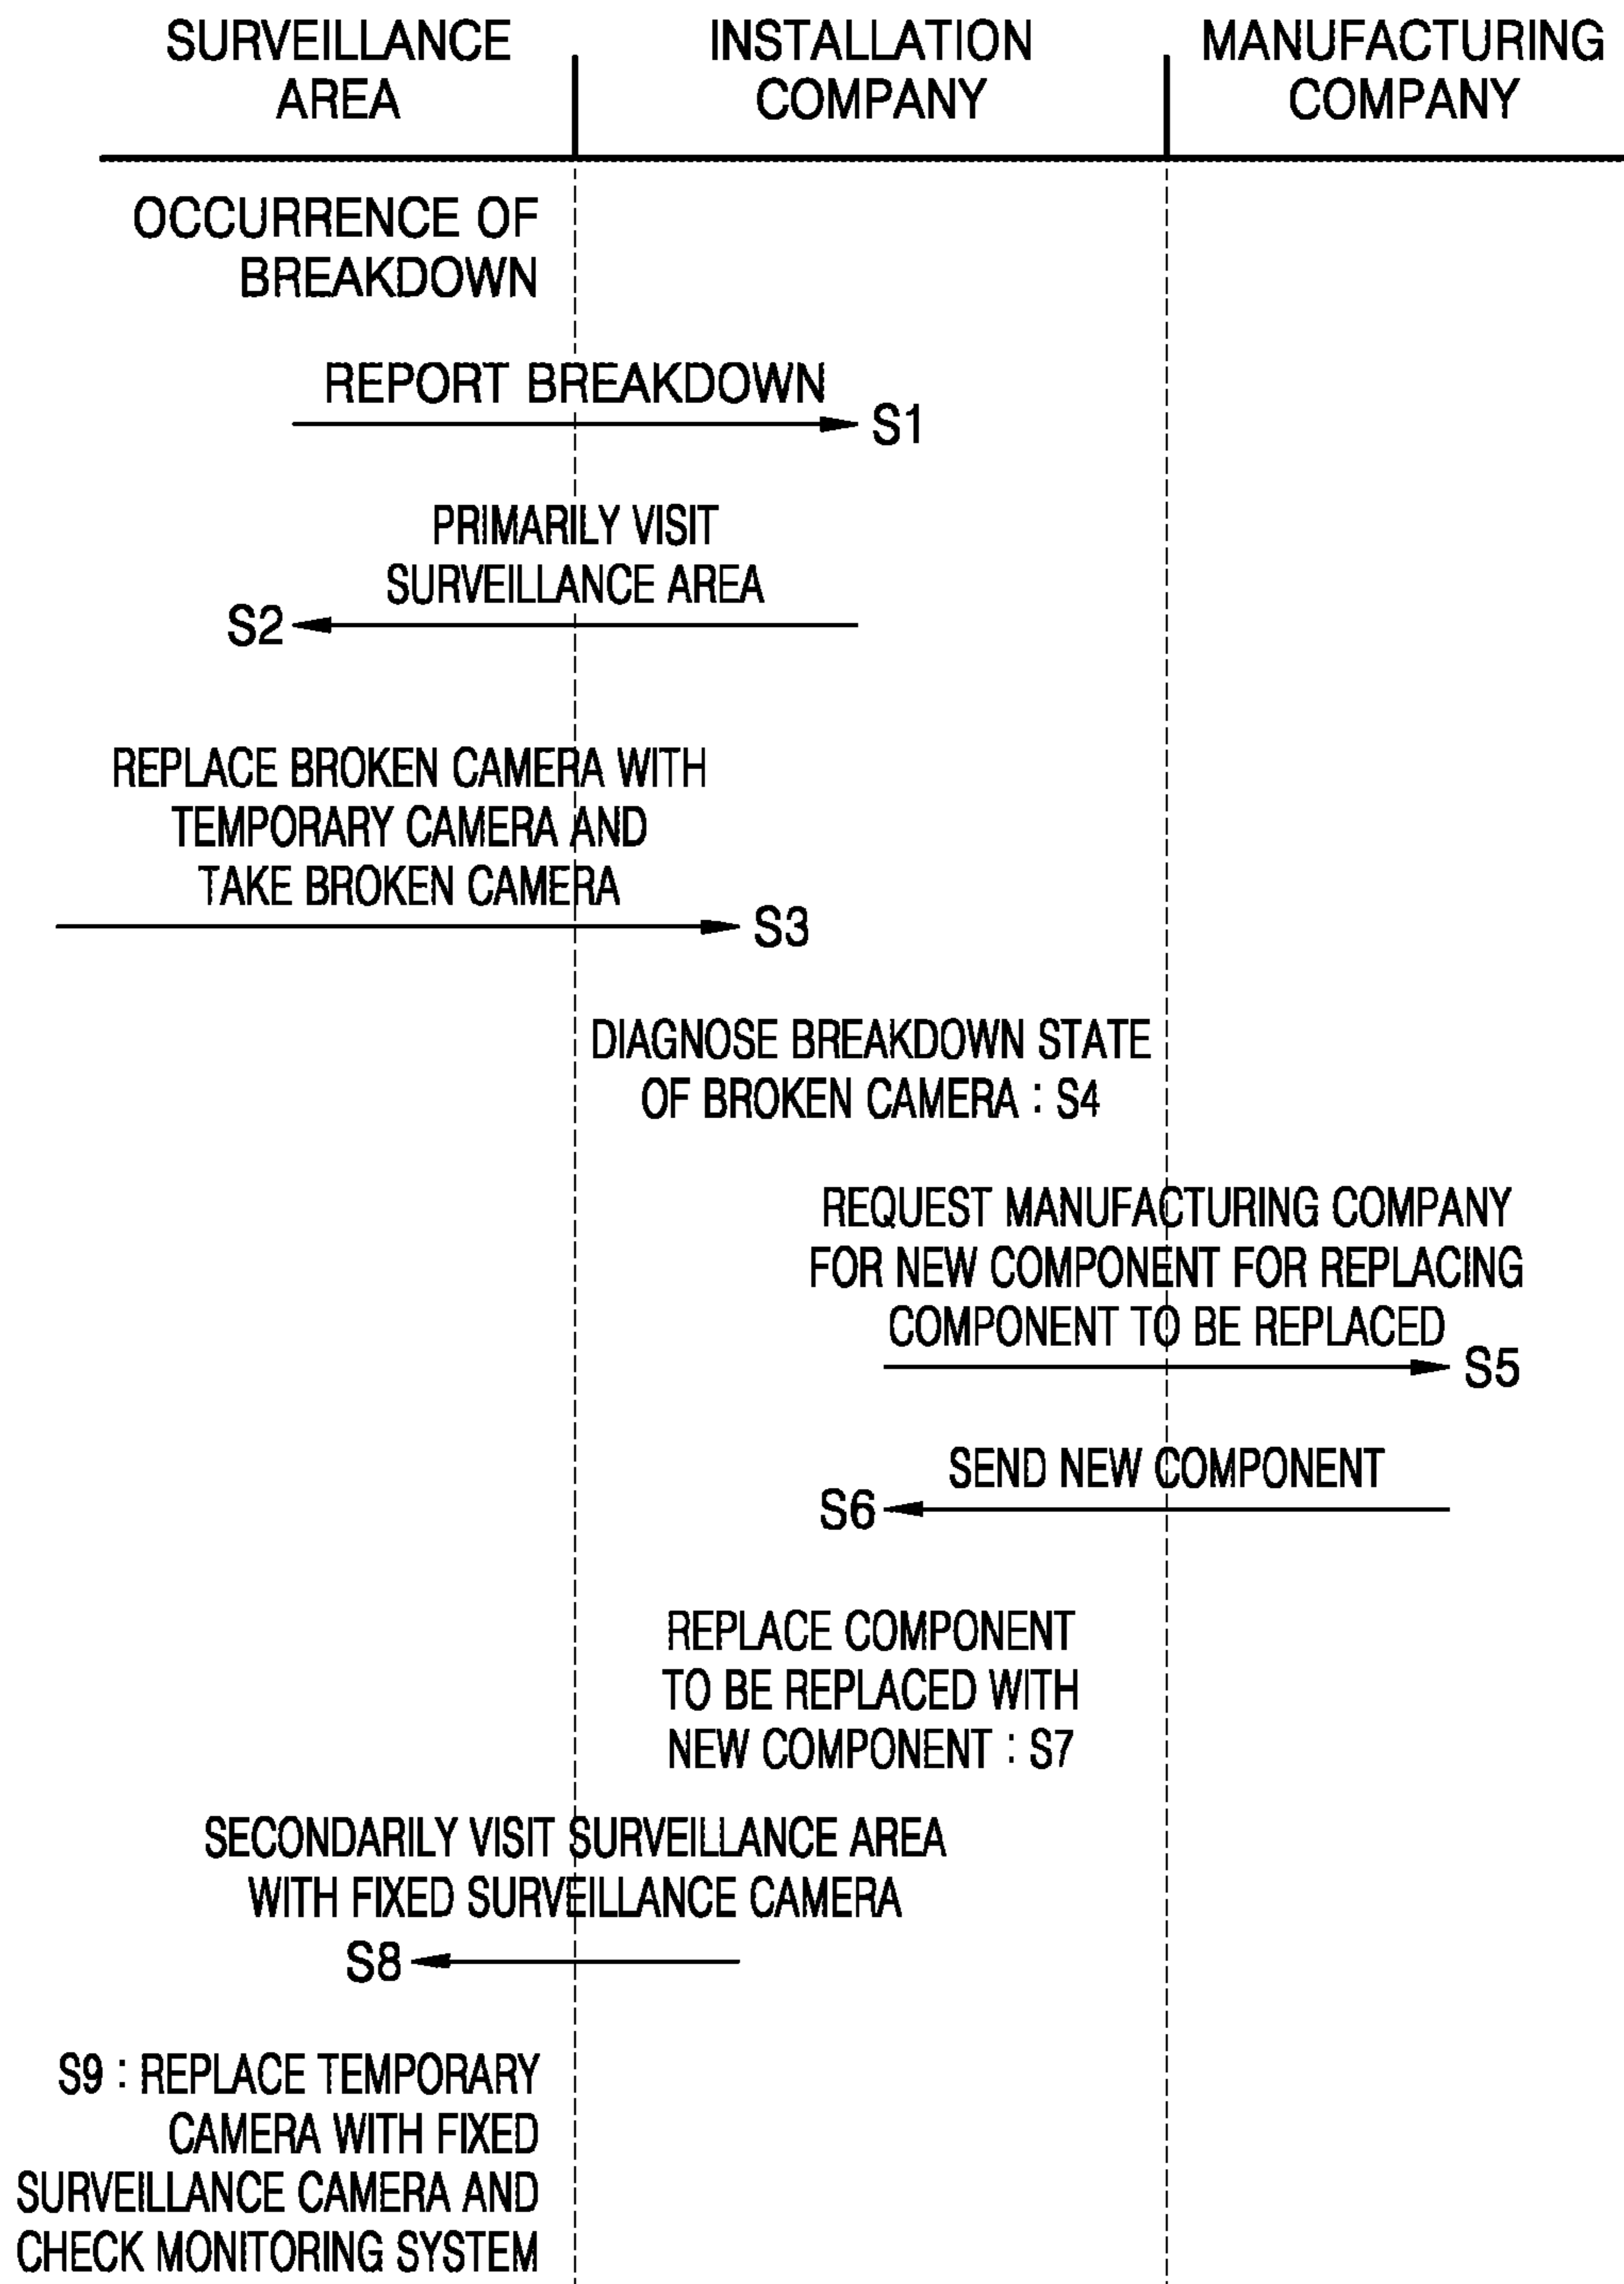 SURVEILLANCE
AREA
INSTALLATION
COMPANY
MANUFACTURING
COMPANY
OCCURRENCE OF
BREAKDOWN
REPORT BREAKDOWN
S1
PRIMARILY VISIT
SURVEILLANCE AREA
S2
REPLACE BROKEN CAMERA WITH
TEMPORARY CAMERA AND
TAKE BROKEN CAMERA
S3
DIAGNOSE BREAKDOWN STATE
OF BROKEN CAMERA : S4
REQUEST MANUFACTURING COMPANY
FOR NEW COMPONENT FOR REPLACING
COMPONENT TO BE REPLACED
S5
SEND NEW COMPONENT
S6
REPLACE COMPONENT
TO BE REPLACED WITH
NEW COMPONENT : S7
SECONDARILY VISIT SURVEILLANCE AREA
WITH FIXED SURVEILLANCE CAMERA
S8
S9 : REPLACE TEMPORARY
CAMERA WITH FIXED
SURVEILLANCE CAMERA AND
CHECK MONITORING SYSTEM